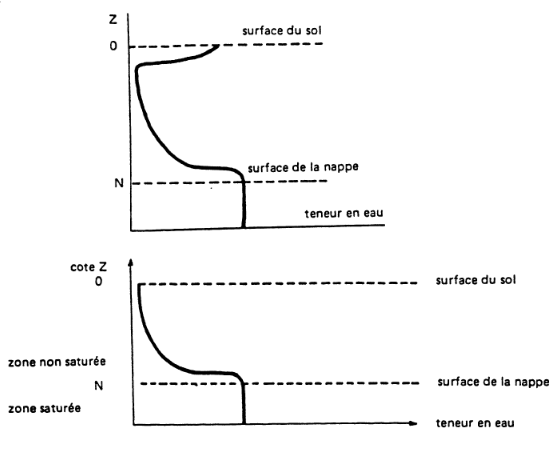 Z
surface du sol
0
surface de la nappe
N
teneur en eau
cote Z
0
surface du sol
zone non saturée
N
surface de la nappe
zone saturée
teneur en eau